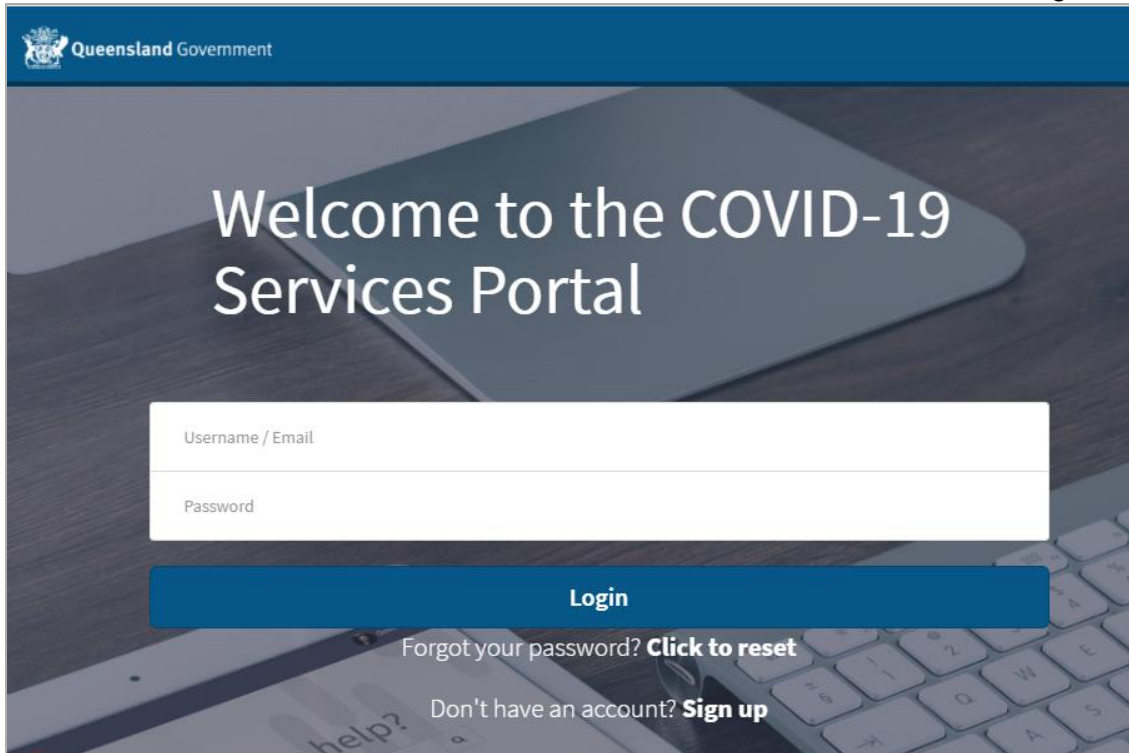 Queensland Government
Welcome to the COVID-19
Services Portal
Username / Email
Password
Login
Forgot your password? Click to reset
Don't have an account? Sign up
help?